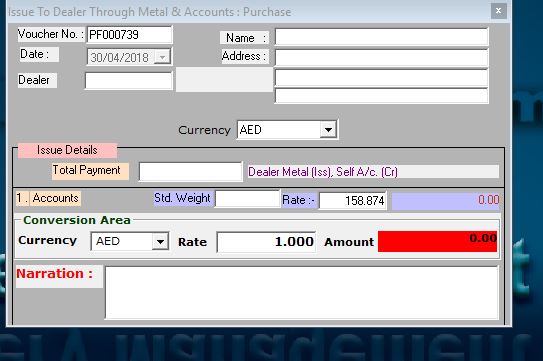 Issue To Dealer Through Metal & Accounts : Purchase x
Voucher No. : PF000739 Name :
Date : 30/04/2018 Address :
Dealer
Currency AED
Issue Details
Total Payment Dealer Metal (Iss), Self A/c. (Cr)
1 . Accounts Std. Weight Rate :- 158.874 0.00
Conversion Area
Currency AED Rate 1.000 Amount 0.00
Narration :